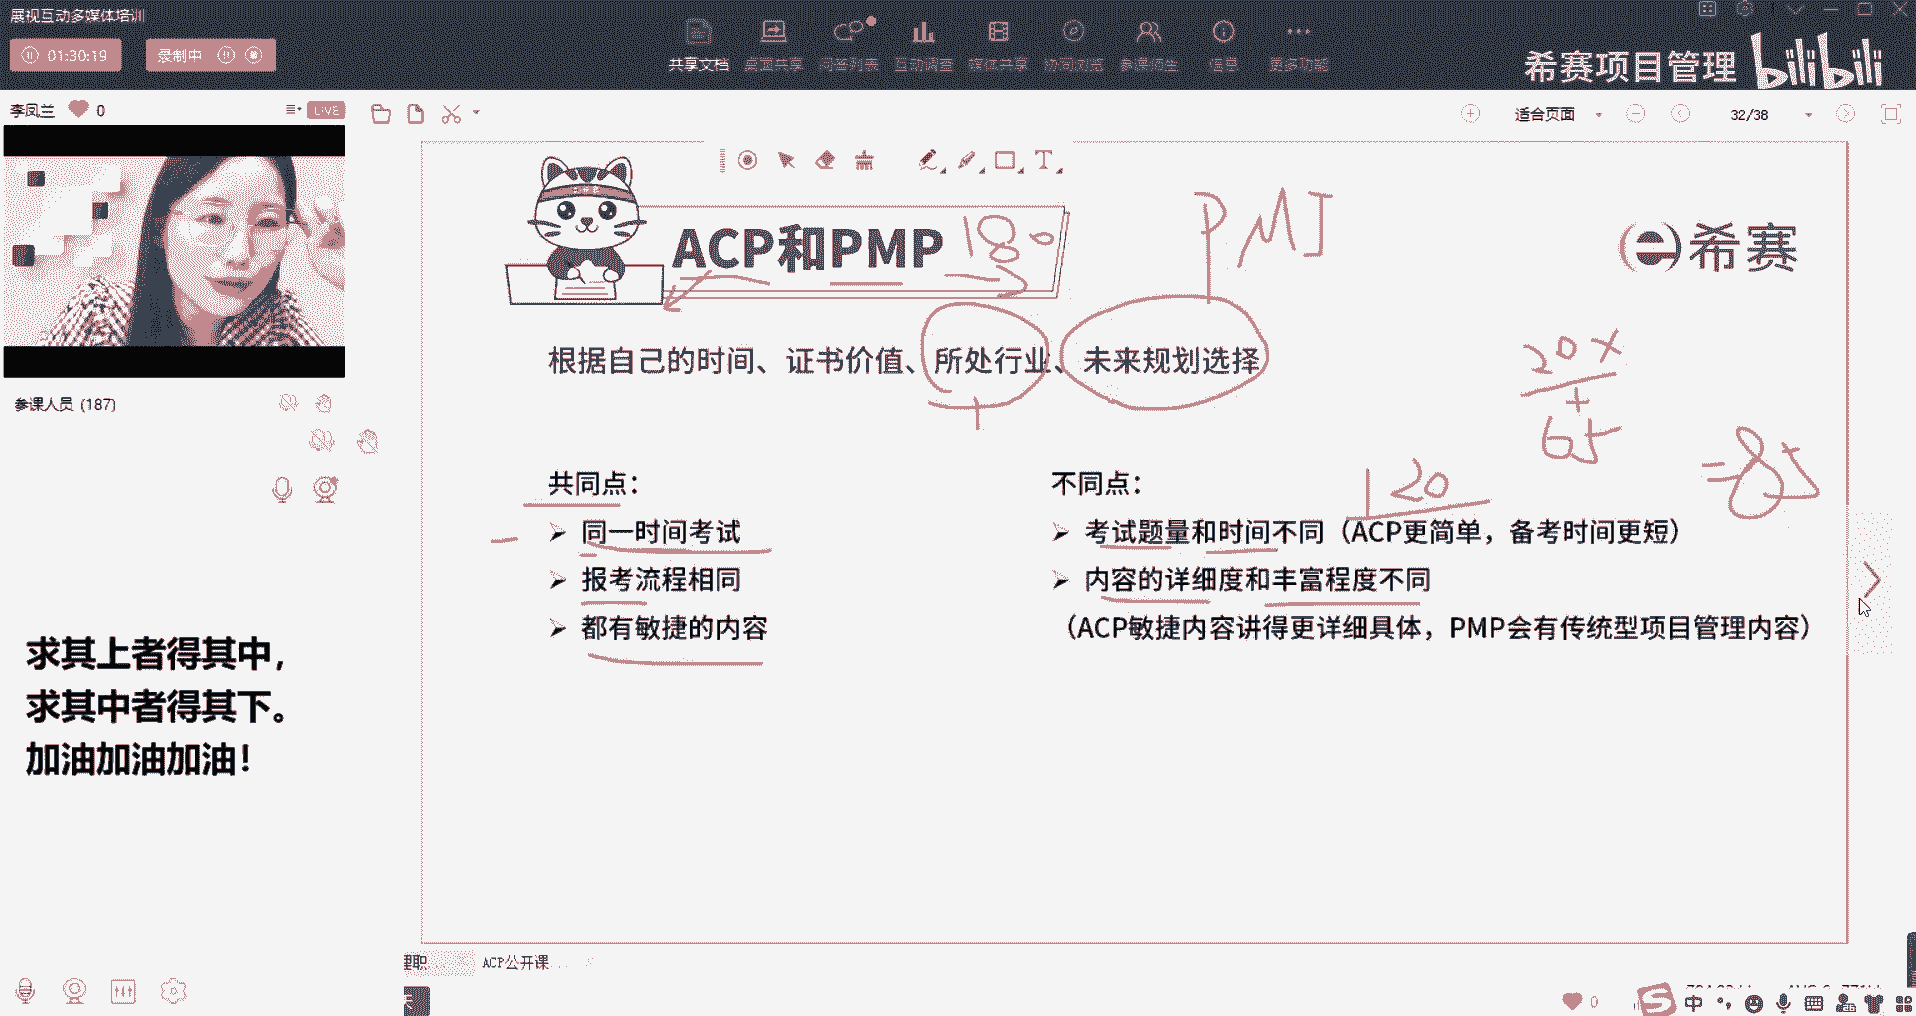 展视互动多媒体培训
01:30:19
录制中
共享文档 桌面共享 问答列表 互动调查 媒体共享 协同浏览 参课师生 信息 更多功能
希赛项目管理 bilibili
李凤兰 0 LIVE
适合页面 32/38
参课人员 (187)
ACP和PMP
180
PMI
希赛
根据自己的时间、证书价值、所处行业、未来规划选择
20
+
65
=85
120
共同点：
同一时间考试
报考流程相同
都有敏捷的内容
不同点：
考试题量和时间不同（ACP更简单，备考时间更短）
内容的详细度和丰富程度不同
（ACP敏捷内容讲得更详细具体，PMP会有传统型项目管理内容）
求其上者得其中，
求其中者得其下。
加油加油加油！
ACP公开课...
0
中